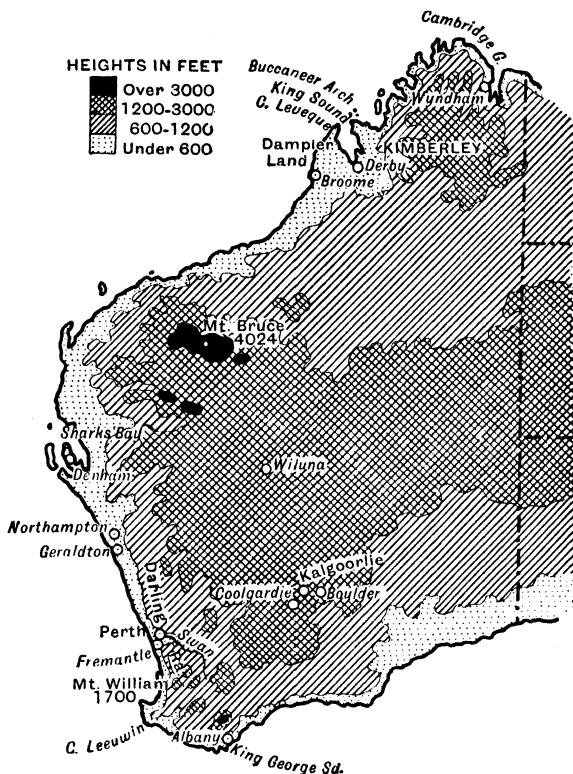 Cambridge G.
HEIGHTS IN FEET
Over 3000
1200-3000
600-1200
Under 600
Buccaneer Arch.
King Sound
C. Leveque
Wyndham
Dampier
Land
KIMBERLEY
Derby
Broome
Mt. Bruce
4024
Sharks Bay
Denham
Wiluna
Northampton
Geraldton
Kalgoorlie
Coolgardie
Boulder
Darling
Ra.
Perth
Swan
Fremantle
Mt. William
1700
C. Leeuwin
Albany
King George Sd.